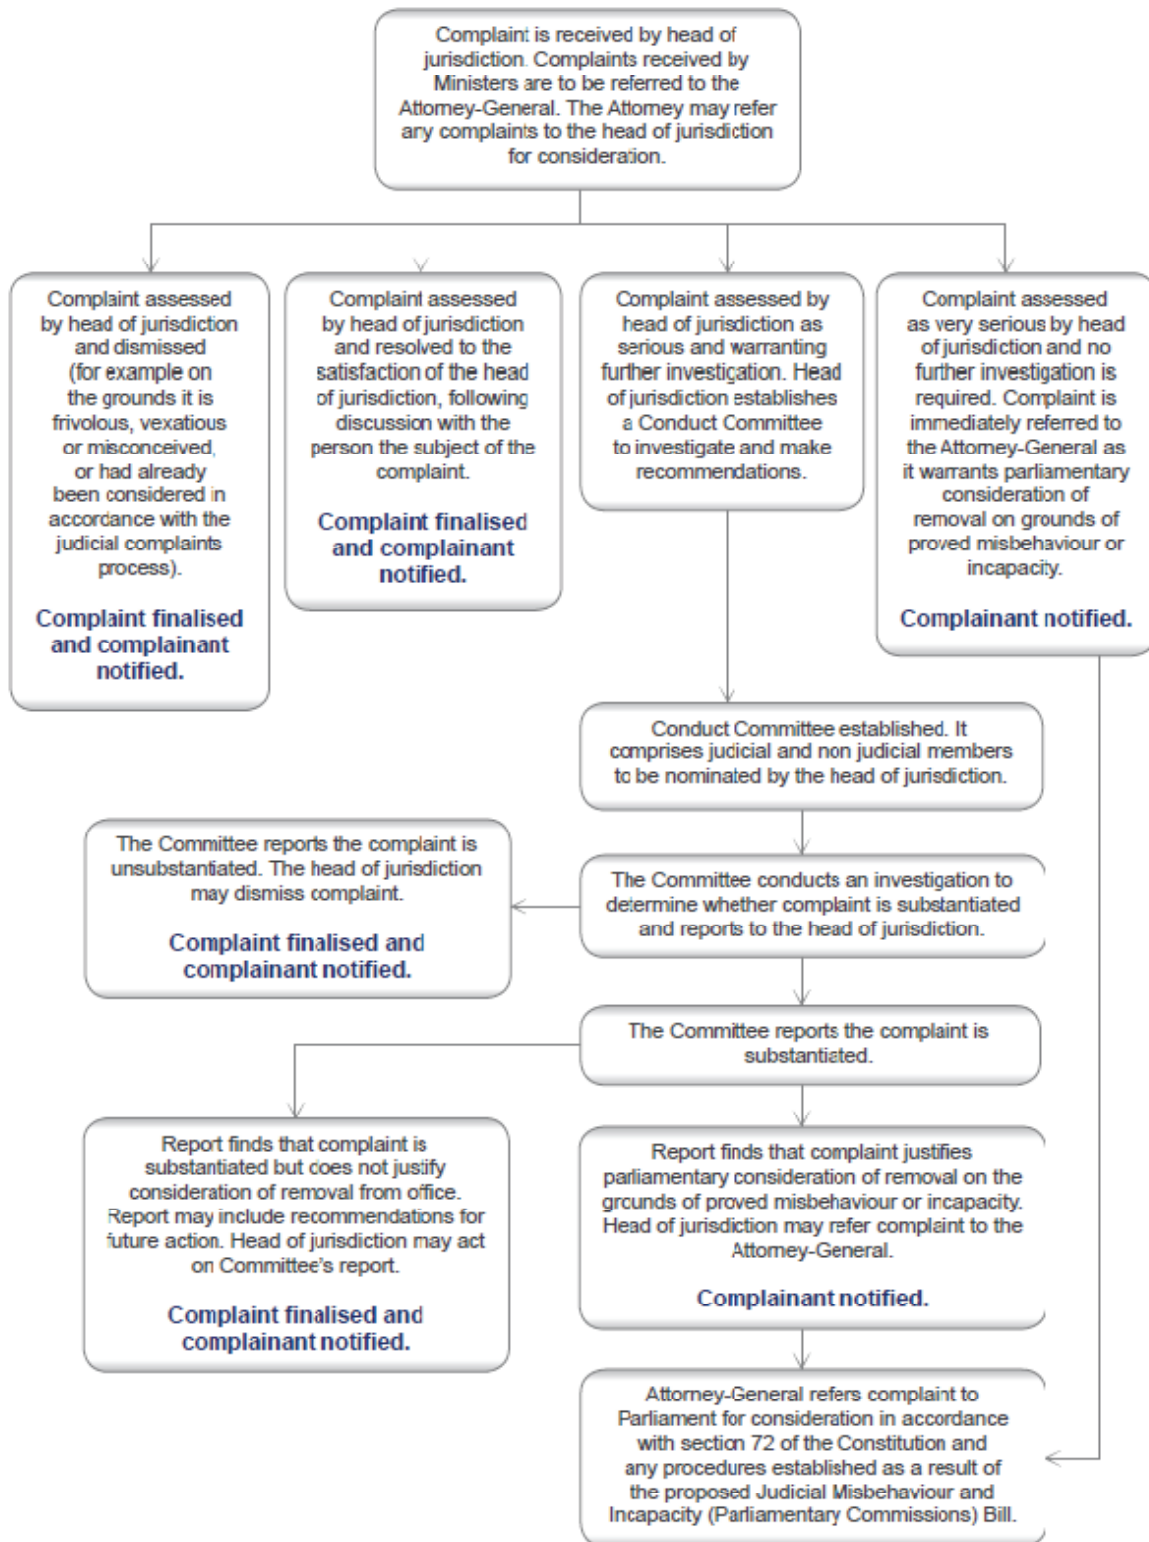 Complaint is received by head of
jurisdiction. Complaints received by
Ministers are to be referred to the
Attorney-General. The Attorney may refer
any complaints to the head of jurisdiction
for consideration.
Complaint assessed
by head of jurisdiction
and dismissed
(for example on
the grounds it is
frivolous, vexatious
or misconceived,
or had already
been considered in
accordance with the
judicial complaints
process).
Complaint finalised
and complainant
notified.
Complaint assessed
by head of jurisdiction
and resolved to the
satisfaction of the head
of jurisdiction, following
discussion with the
person the subject of the
complaint.
Complaint finalised
and complainant
notified.
Complaint assessed by
head of jurisdiction as
serious and warranting
further investigation. Head
of jurisdiction establishes
a Conduct Committee
to investigate and make
recommendations.
Complaint assessed
as very serious by head
of jurisdiction and no
further investigation is
required. Complaint is
immediately referred to
the Attorney-General as
it warrants parliamentary
consideration of
removal on grounds of
proved misbehaviour or
incapacity.
Complainant notified.
Conduct Committee established. It
comprises judicial and non judicial members
to be nominated by the head of jurisdiction.
The Committee reports the complaint is
unsubstantiated. The head of jurisdiction
may dismiss complaint.
Complaint finalised and
complainant notified.
The Committee conducts an investigation to
determine whether complaint is substantiated
and reports to the head of jurisdiction.
The Committee reports the complaint is
substantiated.
Report finds that complaint is
substantiated but does not justify
consideration of removal from office.
Report may include recommendations for
future action. Head of jurisdiction may act
on Committee's report.
Complaint finalised and
complainant notified.
Report finds that complaint justifies
parliamentary consideration of removal on the
grounds of proved misbehaviour or incapacity.
Head of jurisdiction may refer complaint to the
Attorney-General.
Complainant notified.
Attorney-General refers complaint to
Parliament for consideration in accordance
with section 72 of the Constitution and
any procedures established as a result of
the proposed Judicial Misbehaviour and
Incapacity (Parliamentary Commissions) Bill.